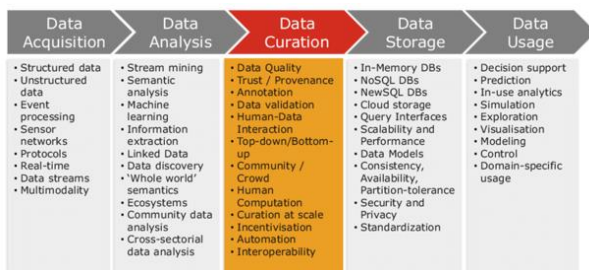 Data
Acquisition
Data
Analysis
Data
Curation
Data
Storage
Data
Usage
• Structured data
• Unstructured
data
• Event
processing
• Sensor
networks
• Protocols
• Real-time
• Data streams
• Multimodality
• Stream mining
• Semantic
analysis
• Machine
learning
• Information
extraction
• Linked Data
• Data discovery
• ‘Whole world’
semantics
• Ecosystems
• Community data
analysis
• Cross-sectorial
data analysis
• Data Quality
• Trust / Provenance
• Annotation
• Data validation
• Human-Data
Interaction
• Top-down/Bottom-
up
• Community /
Crowd
• Human
Computation
• Curation at scale
• Incentivisation
• Automation
• Interoperability
• In-Memory DBs
• NoSQL DBs
• NewSQL DBs
• Cloud storage
• Query Interfaces
• Scalability and
Performance
• Data Models
• Consistency,
Availability,
Partition-tolerance
• Security and
Privacy
• Standardization
• Decision support
• Prediction
• In-use analytics
• Simulation
• Exploration
• Visualisation
• Modeling
• Control
• Domain-specific
usage